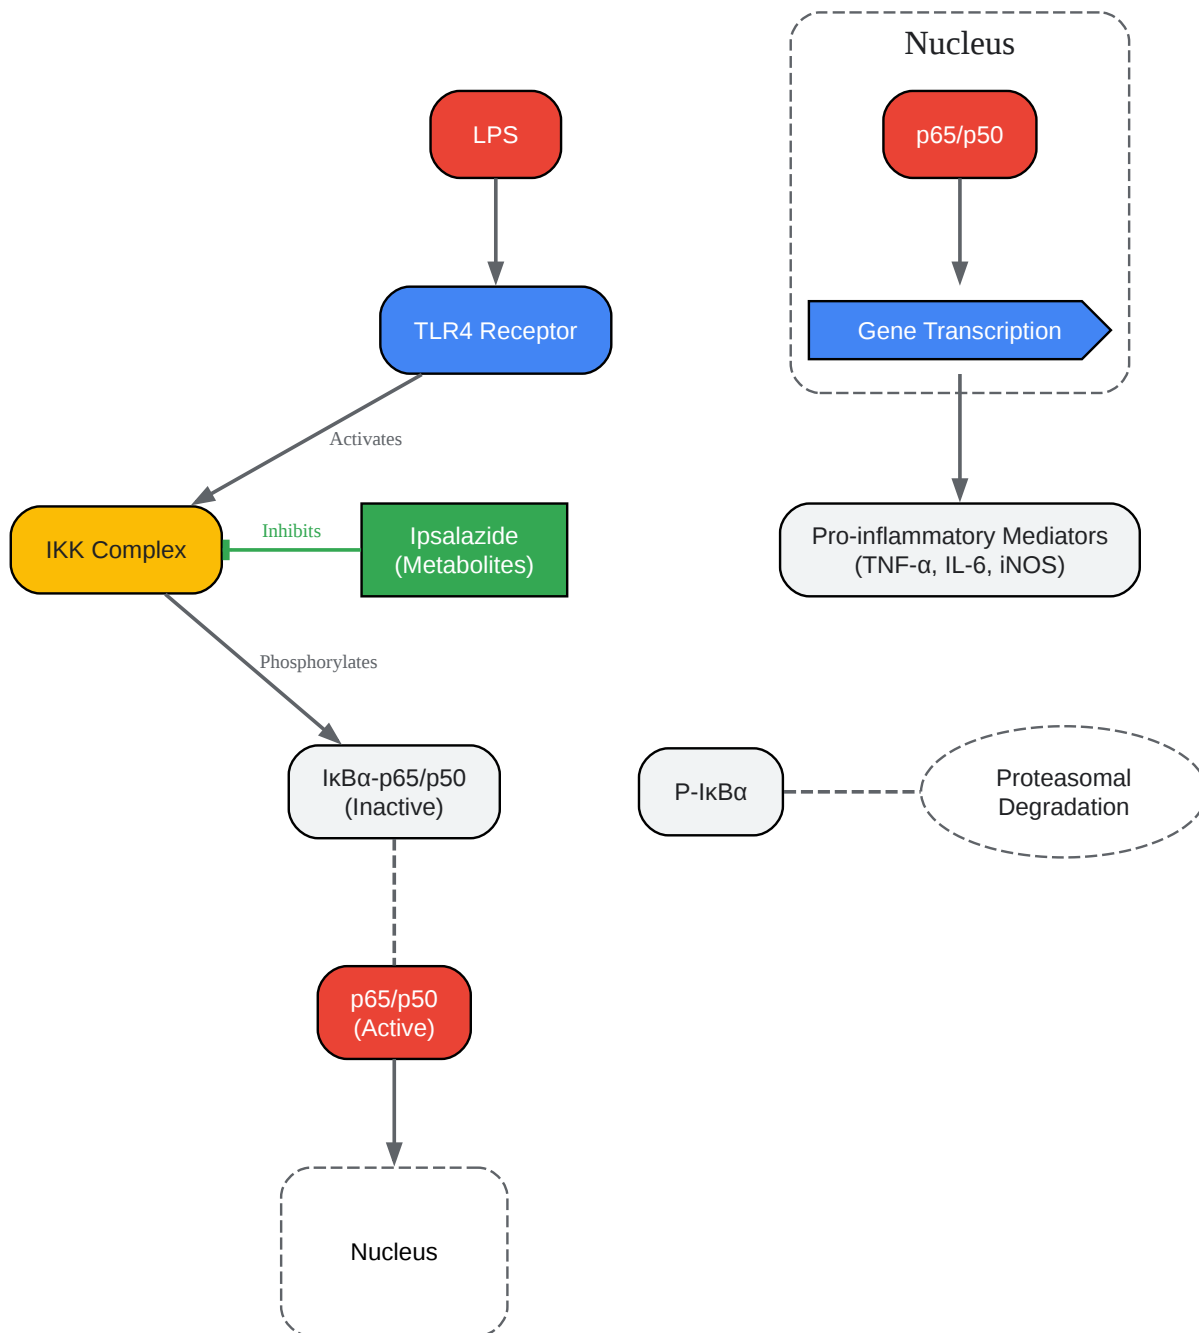 Nucleus
LPS
p65/p50
TLR4 Receptor
Gene Transcription
Activates
IKK Complex
Inhibits
Ipsalazide
(Metabolites)
Pro-inflammatory Mediators
(TNF-α, IL-6, iNOS)
Phosphorylates
IκBα-p65/p50
(Inactive)
P-IκBα
Proteasomal
Degradation
p65/p50
(Active)
Nucleus